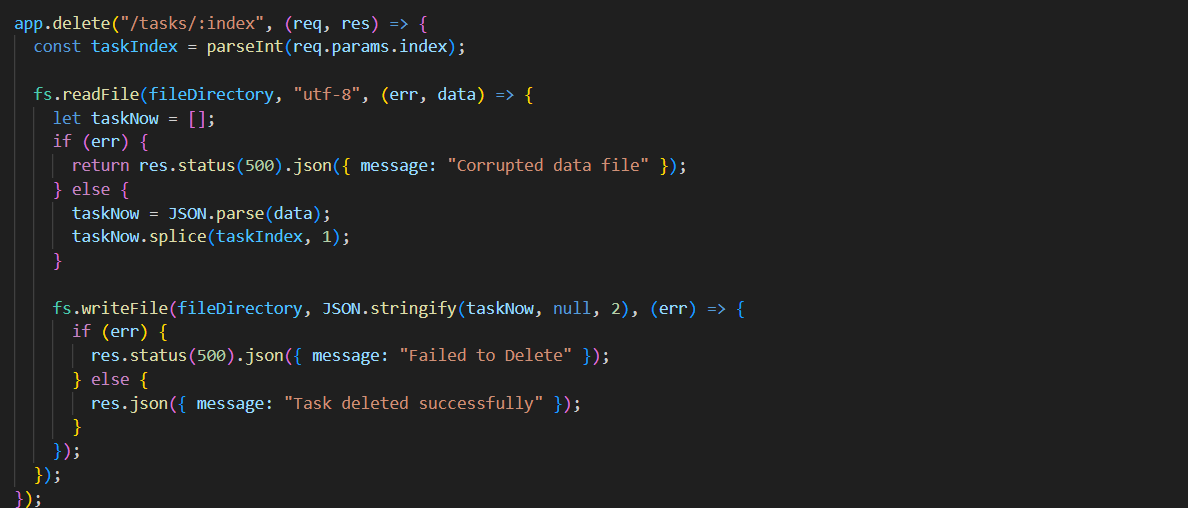 app.delete("/tasks/:index", (req, res) => {
  const taskIndex = parseInt(req.params.index);
  fs.readFile(fileDirectory, "utf-8", (err, data) => {
    let taskNow = [];
    if (err) {
      return res.status(500).json({ message: "Corrupted data file" });
    } else {
      taskNow = JSON.parse(data);
      taskNow.splice(taskIndex, 1);
    }
    fs.writeFile(fileDirectory, JSON.stringify(taskNow, null, 2), (err) => {
      if (err) {
        res.status(500).json({ message: "Failed to Delete" });
      } else {
        res.json({ message: "Task deleted successfully" });
      }
    });
  });
});